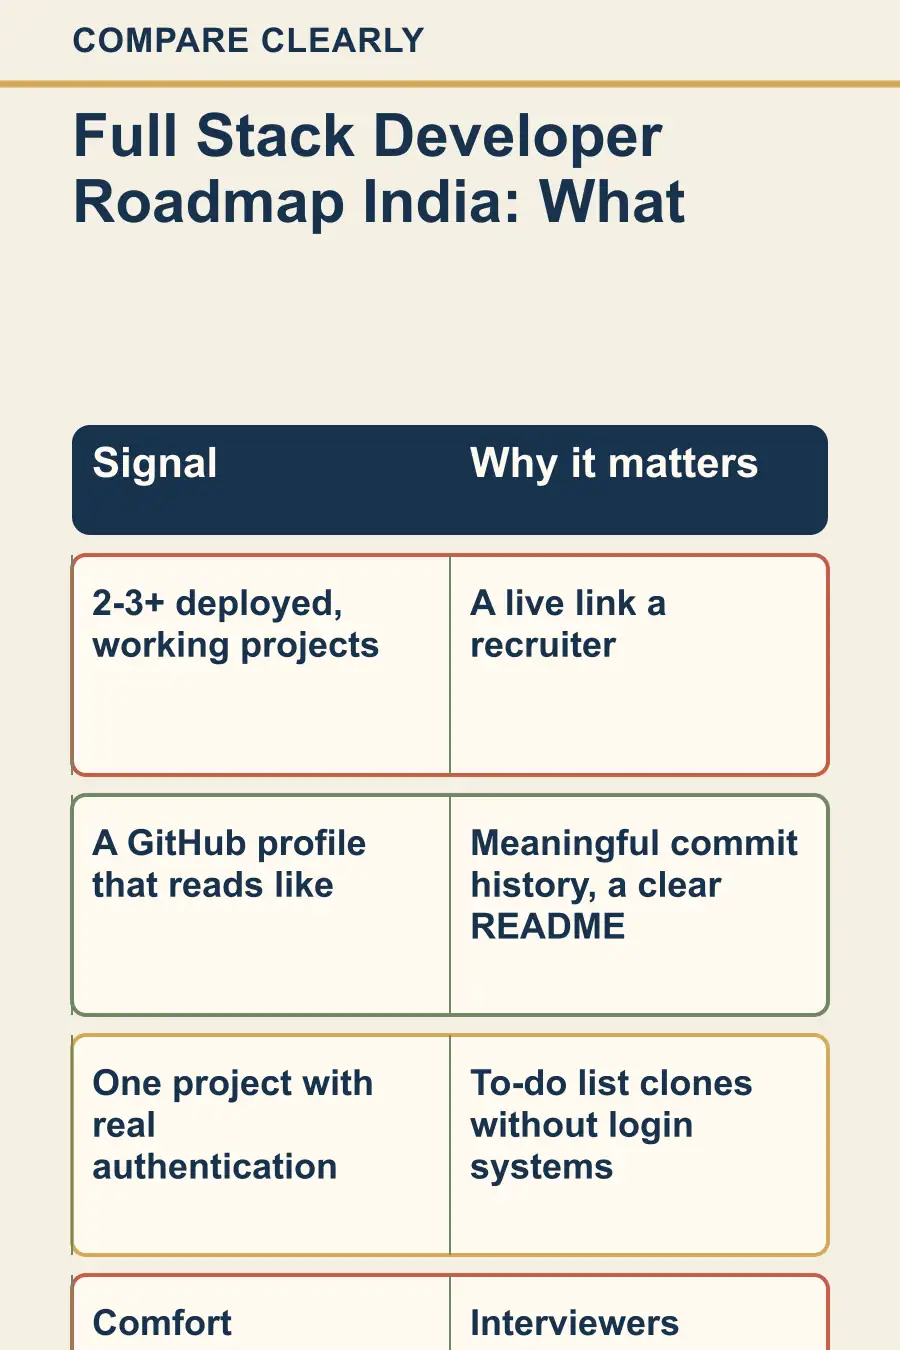 COMPARE CLEARLY
Full Stack Developer
Roadmap India: What
Signal
Why it matters
2-3+ deployed,
working projects
A live link a
recruiter
A GitHub profile
that reads like
Meaningful commit
history, a clear
README
One project with
real
authentication
To-do list clones
without login
systems
Comfort
Interviewers